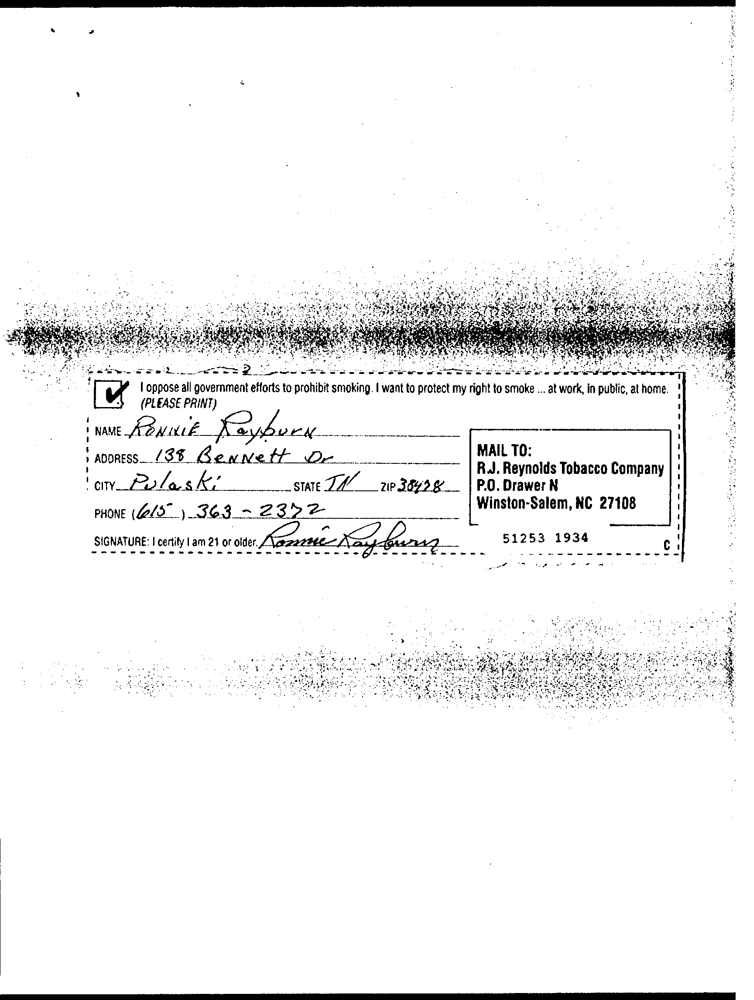 I oppose all government efforts to prohibit smoking. I want to protect my right to smoke ... at work, in public, at home.
(PLEASE PRINT)
NAME RONNIE Rayburn
ADDRESS 138 Bennett Dr
CITY Pulaski STATE TN ZIP 38478
PHONE (615) 363-2372
SIGNATURE: I certify I am 21 or older. Ronnie Rayburn
MAIL TO:
R.J. Reynolds Tobacco Company
P.O. Drawer N
Winston-Salem, NC 27108
51253 1934
C